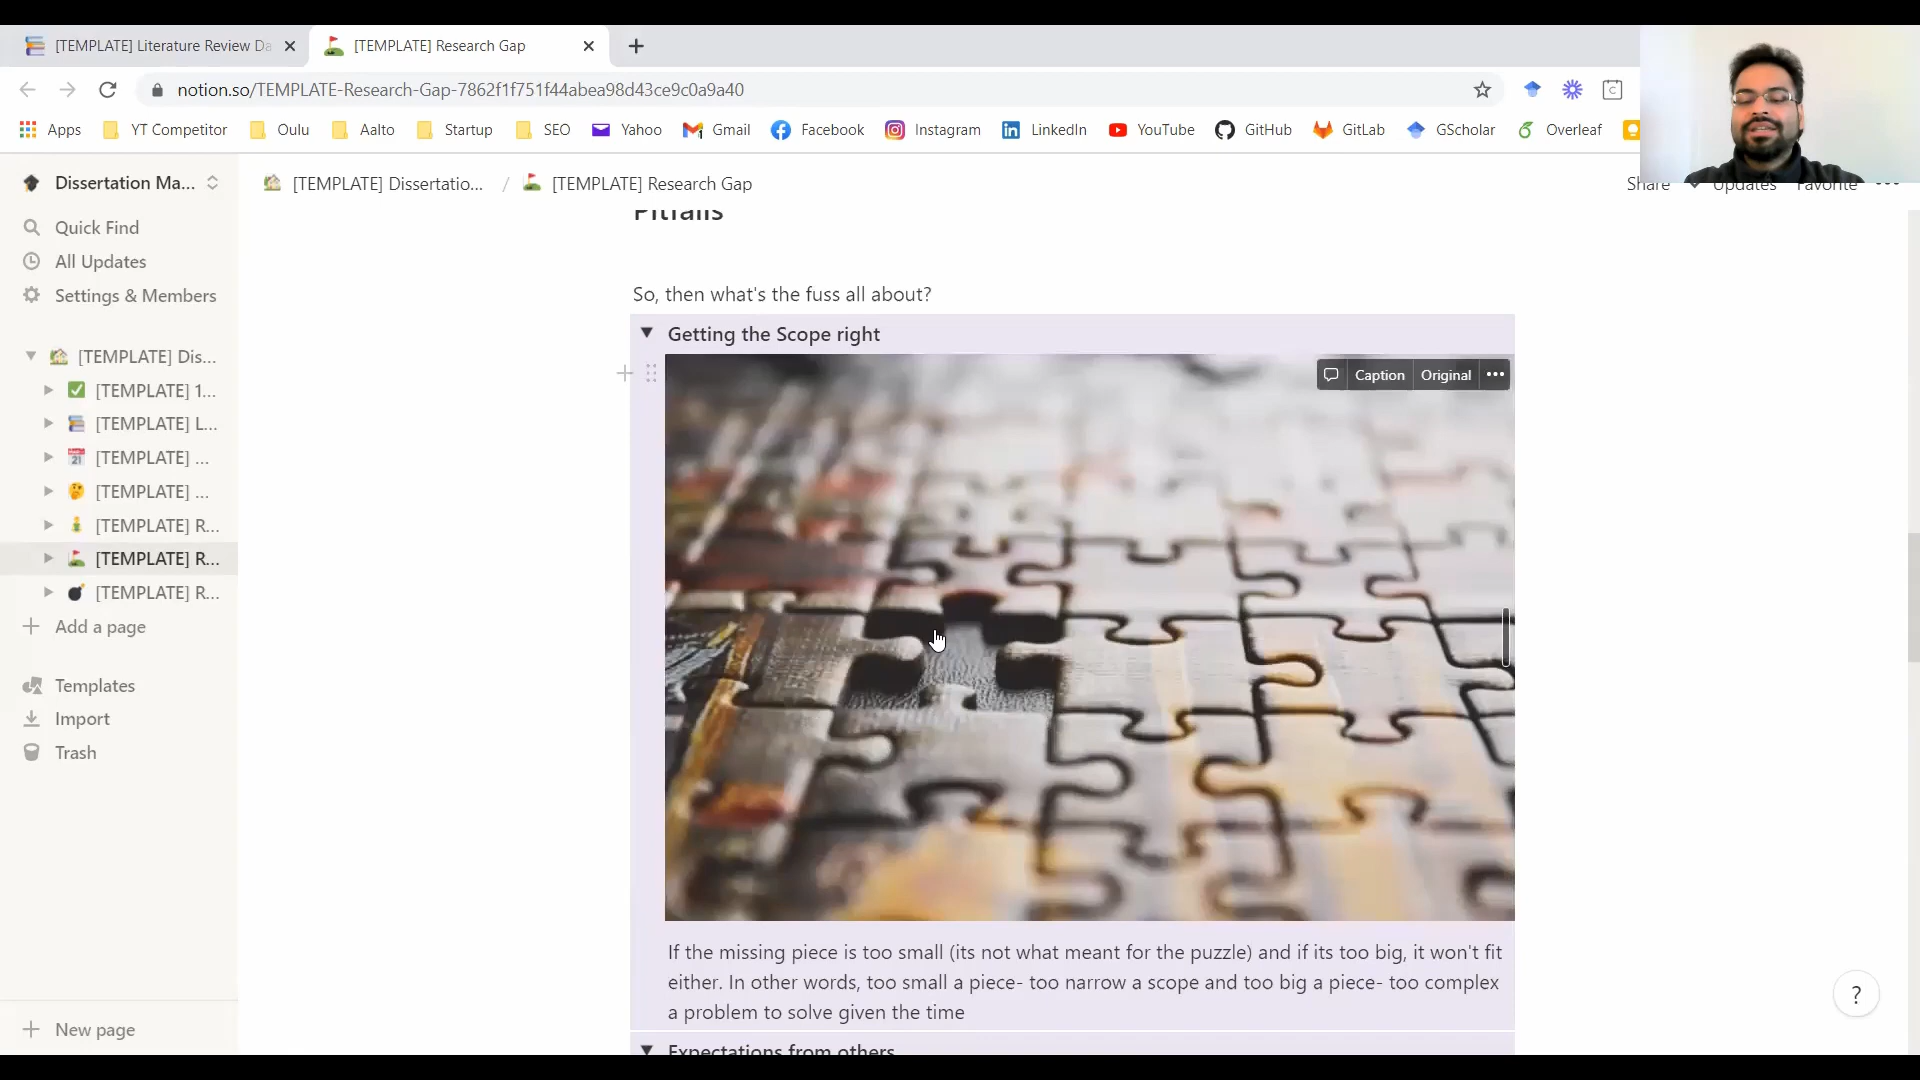 [TEMPLATE] Literature Review Da
[TEMPLATE] Research Gap
notion.so/TEMPLATE-Research-Gap-7862f1f751f44abea98d43ce9c0a9a40
Apps YT Competitor Oulu Aalto Startup SEO Yahoo Gmail Facebook Instagram LinkedIn YouTube GitHub GitLab GScholar Overleaf
Dissertation Ma...
[TEMPLATE] Dissertatio... / [TEMPLATE] Research Gap
Share Updates Favorite
Quick Find
All Updates
Settings & Members
[TEMPLATE] Dis...
[TEMPLATE] 1...
[TEMPLATE] L...
[TEMPLATE] ...
[TEMPLATE] ...
[TEMPLATE] R...
[TEMPLATE] R...
[TEMPLATE] R...
Add a page
Templates
Import
Trash
New page
Pitfalls
So, then what's the fuss all about?
Getting the Scope right
Caption Original
If the missing piece is too small (its not what meant for the puzzle) and if its too big, it won't fit
either. In other words, too small a piece- too narrow a scope and too big a piece- too complex
a problem to solve given the time
Expectations from others
?